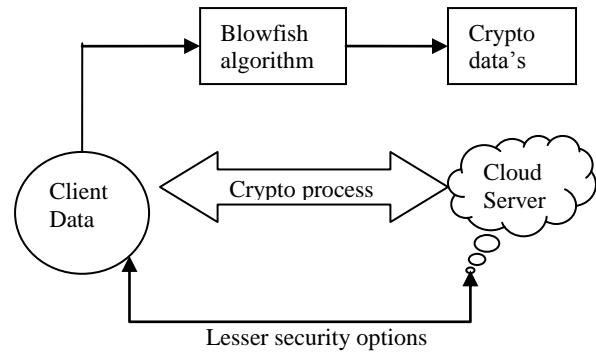 Blowfish
algorithm
Crypto
data's
Client
Data
Crypto process
Cloud
Server
Lesser security options